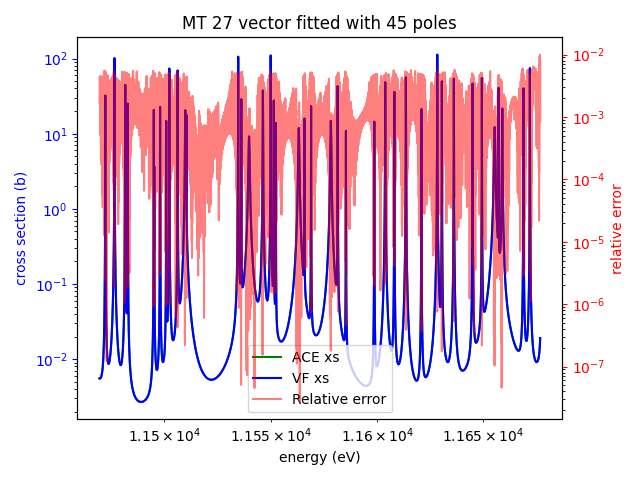 MT 27 vector fitted with 45 poles
cross section (b)
10²
10¹
10⁰
10⁻¹
10⁻²
10⁻²
10⁻³
10⁻⁴
10⁻⁵
10⁻⁶
10⁻⁷
relative error
ACE xs
VF xs
Relative error
1.15 × 10⁴ 1.155 × 10⁴ 1.16 × 10⁴ 1.165 × 10⁴
energy (eV)